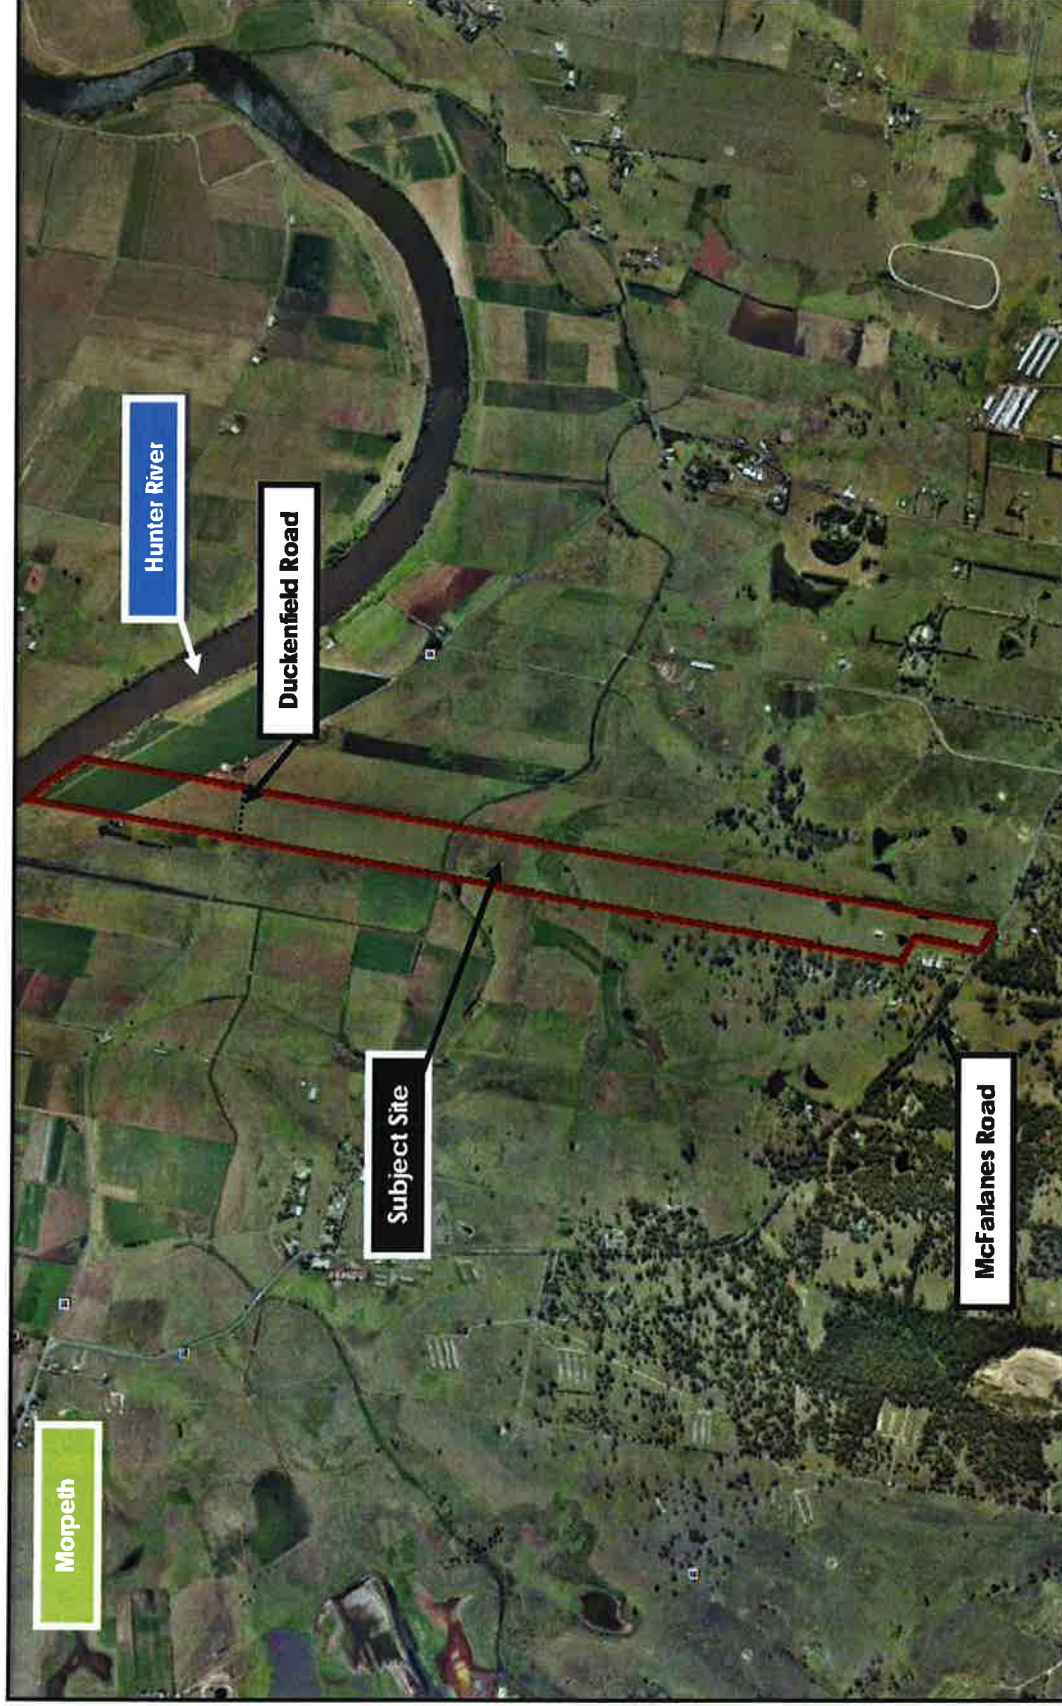 Morpeth
Hunter River
Duckenfield Road
Subject Site
McFarlanes Road